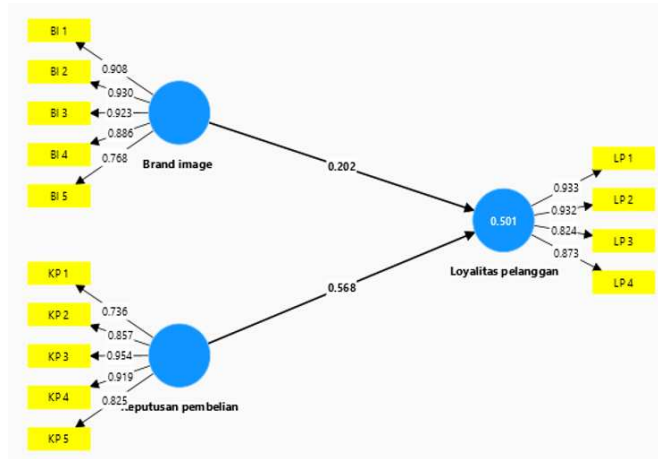 BI 1
0.908
BI 2
0.930
BI 3
0.923
BI 4
0.886
BI 5
0.768
Brand image
0.202
KP 1
0.736
KP 2
0.857
KP 3
0.954
KP 4
0.919
KP 5
0.825
...eputusan pembelian
0.568
0.501
Loyalitas pelanggan
LP 1
0.933
LP 2
0.932
LP 3
0.824
LP 4
0.873